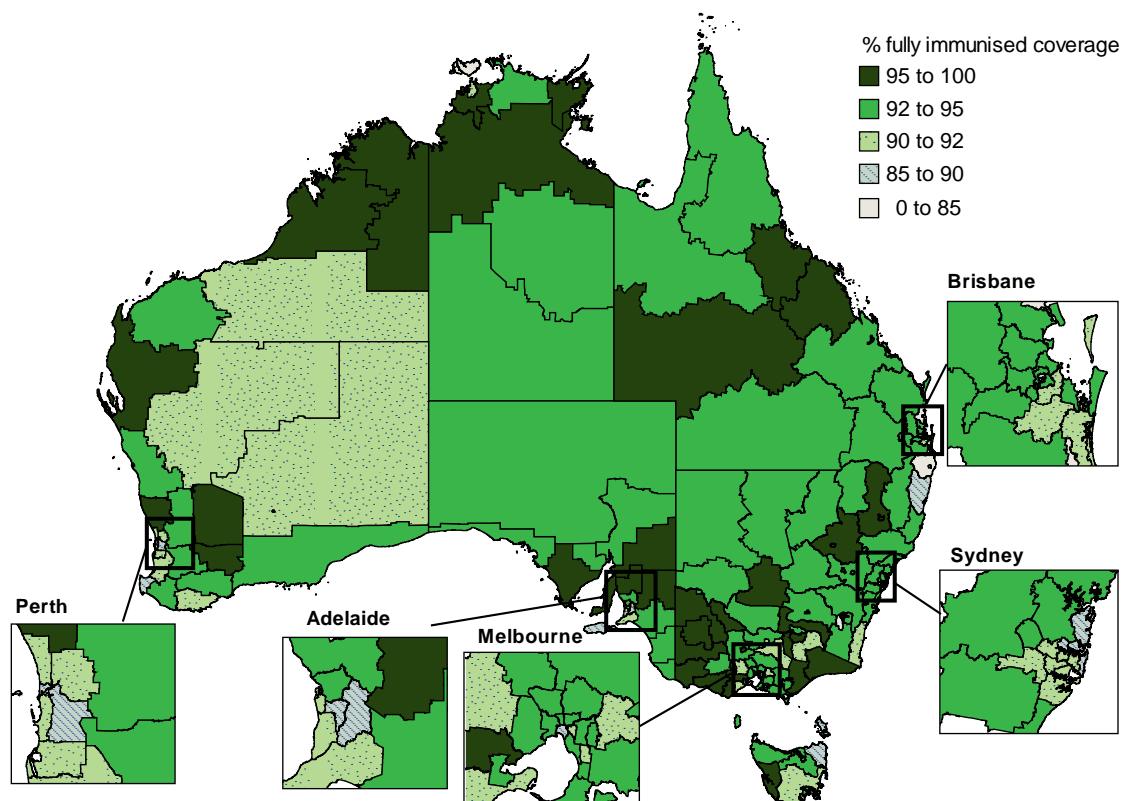 % fully immunised coverage
95 to 100
92 to 95
90 to 92
85 to 90
0 to 85
Brisbane
Sydney
Perth
Adelaide
Melbourne